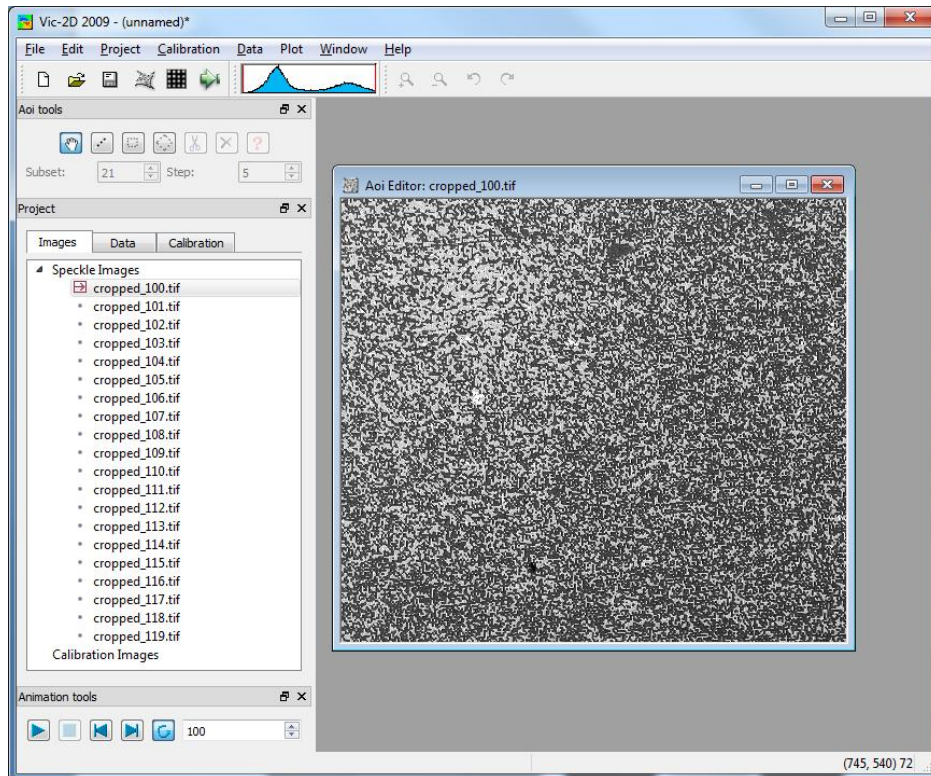 Vic-2D 2009 - (unnamed)*
File Edit Project Calibration Data Plot Window Help
Aoi tools
Subset: 21 Step: 5
Project
Images Data Calibration
Speckle Images
cropped_100.tif
cropped_101.tif
cropped_102.tif
cropped_103.tif
cropped_104.tif
cropped_105.tif
cropped_106.tif
cropped_107.tif
cropped_108.tif
cropped_109.tif
cropped_110.tif
cropped_111.tif
cropped_112.tif
cropped_113.tif
cropped_114.tif
cropped_115.tif
cropped_116.tif
cropped_117.tif
cropped_118.tif
cropped_119.tif
Calibration Images
Animation tools
100
Aoi Editor: cropped_100.tif
(745, 540) 72